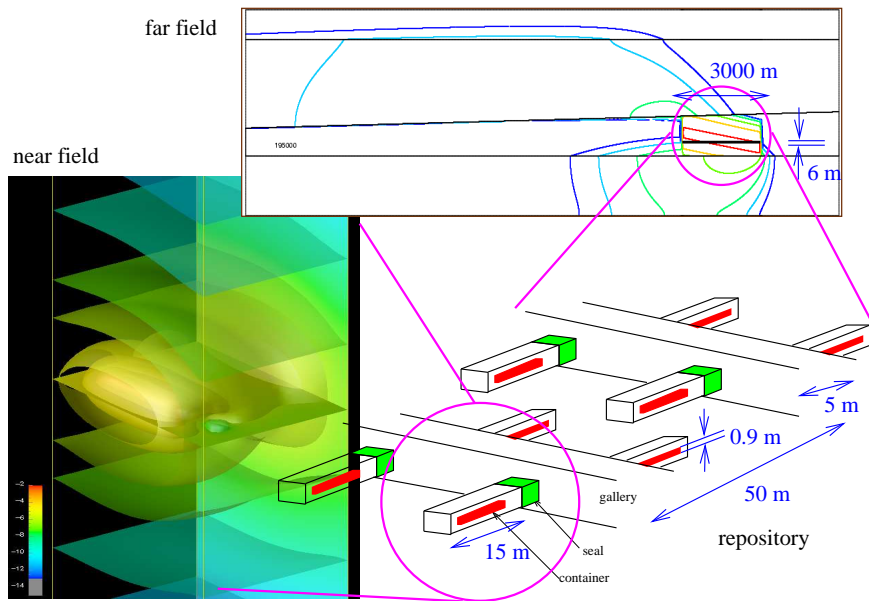 far field
3000 m
195000
6 m
near field
5 m
0.9 m
50 m
gallery
15 m
seal
container
repository
−2
−4
−6
−8
−10
−12
−14